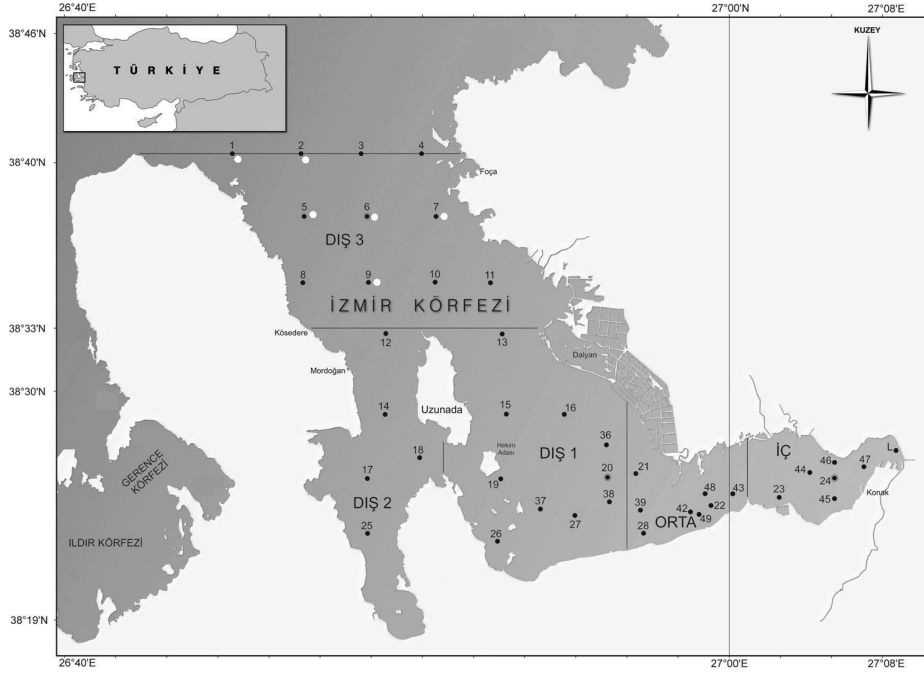 26°40'E
27°00'E
27°08'E
38°46'N
KUZEY
TÜRKİYE
1
2
3
4
38°40'N
Foça
5
6
7
DIŞ 3
8
9
10
11
İZMİR KÖRFEZİ
38°33'N
Kösedere
12
13
Dalyan
Mordoğan
38°30'N
Uzunada
14
15
16
36
Hekim
Adası
DIŞ 1
İÇ
18
GERENCE
KÖRFEZİ
17
19
20
21
44
46
47
L
24
Konak
48
43
23
45
DIŞ 2
37
38
39
42
22
49
27
ORTA
25
26
28
ILDIR KÖRFEZİ
38°19'N
26°40'E
27°00'E
27°08'E